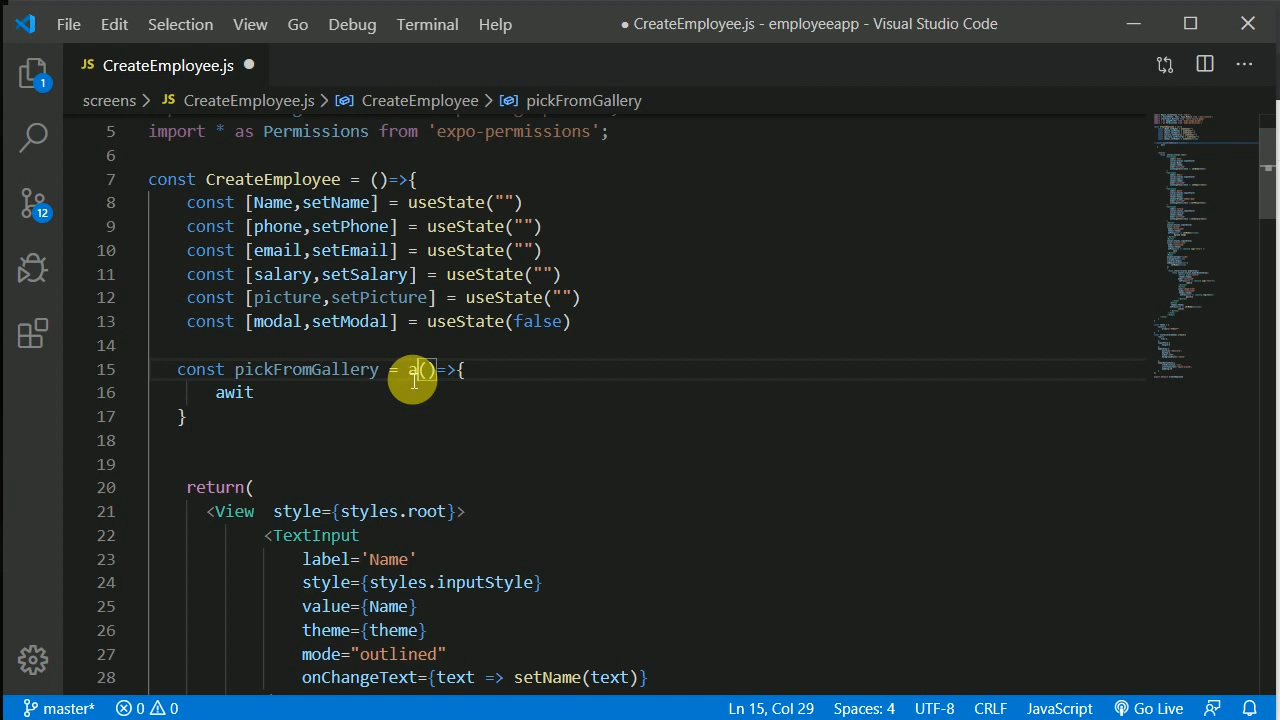 File Edit Selection View Go Debug Terminal Help ● CreateEmployee.js - employeeapp - Visual Studio Code
JS CreateEmployee.js ●
screens > JS CreateEmployee.js > CreateEmployee > pickFromGallery
1
12
5 import * as Permissions from 'expo-permissions';
6
7 const CreateEmployee = ()=>{
8 const [Name,setName] = useState("")
9 const [phone,setPhone] = useState("")
10 const [email,setEmail] = useState("")
11 const [salary,setSalary] = useState("")
12 const [picture,setPicture] = useState("")
13 const [modal,setModal] = useState(false)
14
15 const pickFromGallery = a()=>{
16 awit
17 }
18
19
20 return(
21 <View style={styles.root}>
22 <TextInput
23 label='Name'
24 style={styles.inputStyle}
25 value={Name}
26 theme={theme}
27 mode="outlined"
28 onChangeText={text => setName(text)}
master* 0 0 Ln 15, Col 29 Spaces: 4 UTF-8 CRLF JavaScript Go Live